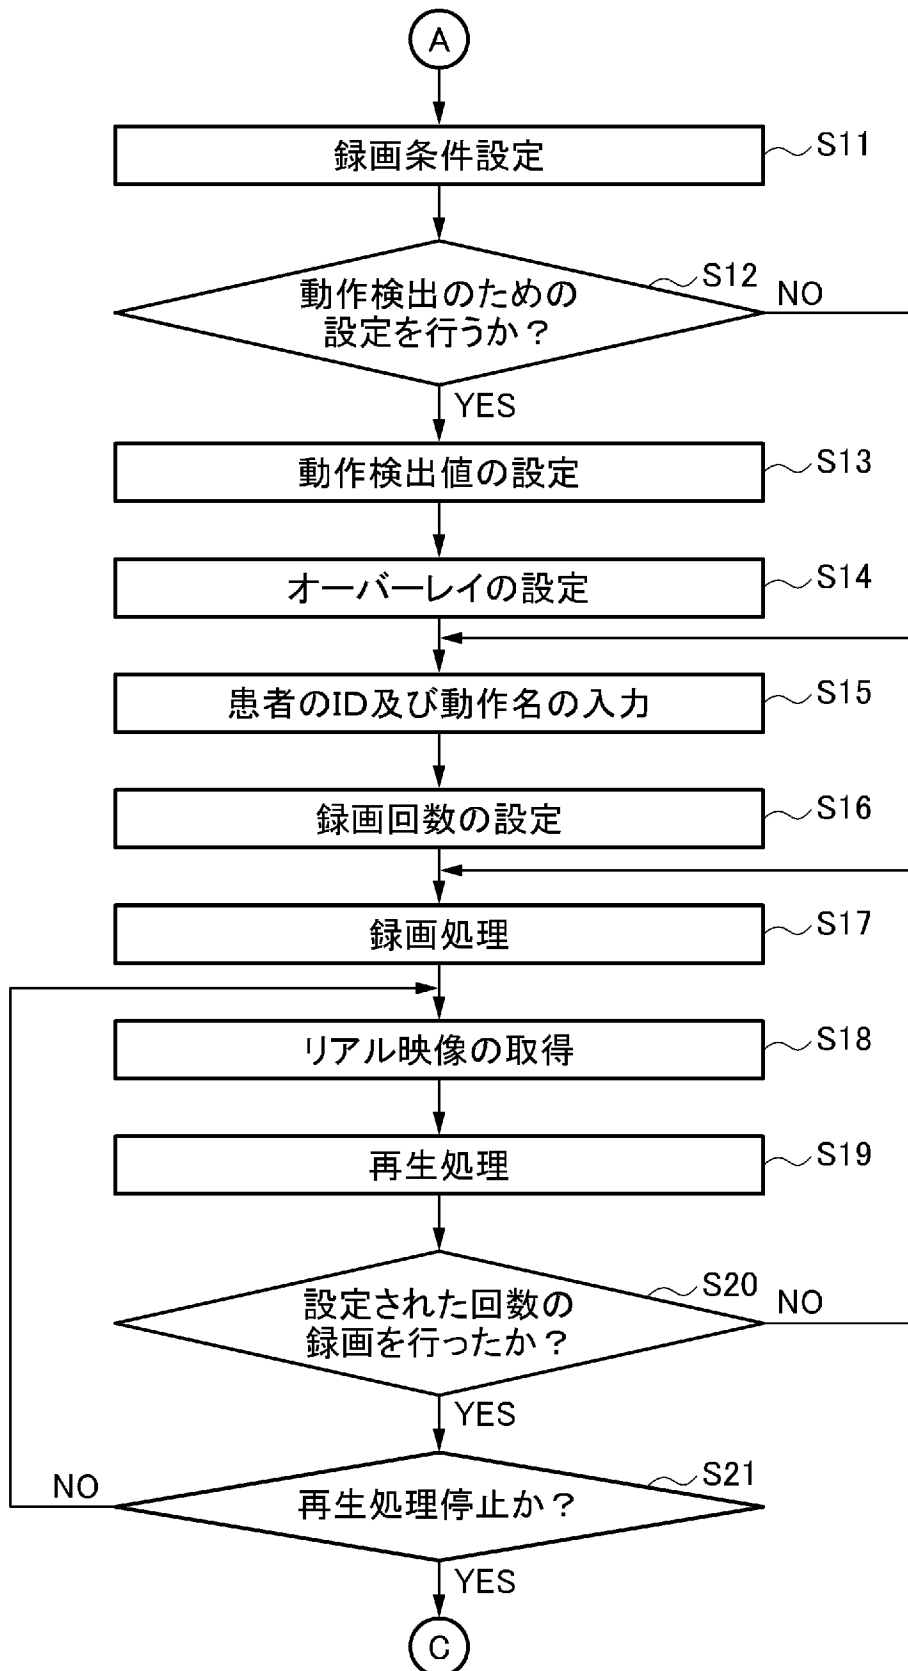 A
録画条件設定
S11
動作検出のための
設定を行うか？
S12
NO
YES
動作検出値の設定
S13
オーバーレイの設定
S14
患者のID及び動作名の入力
S15
録画回数の設定
S16
録画処理
S17
リアル映像の取得
S18
再生処理
S19
設定された回数の
録画を行ったか？
S20
NO
YES
再生処理停止か？
S21
NO
YES
C